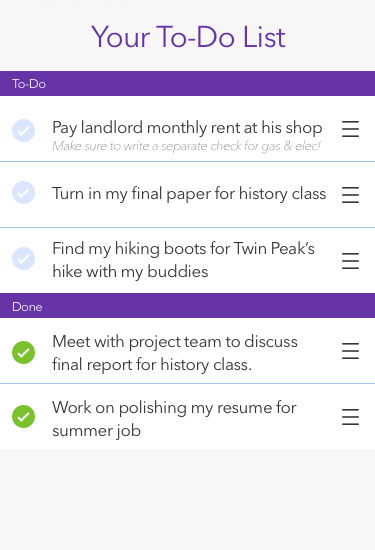 Your To-Do List
To-Do
Pay landlord monthly rent at his shop
Make sure to write a separate check for gas & elec!
Turn in my final paper for history class
Find my hiking boots for Twin Peak's
hike with my buddies
Done
Meet with project team to discuss
final report for history class.
Work on polishing my resume for
summer job